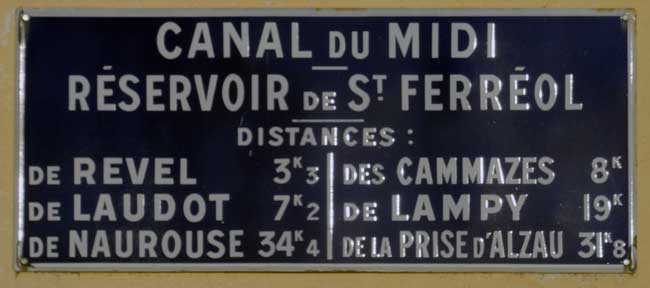 CANAL DU MIDI
RÉSERVOIR DE ST FERRÉOL
DISTANCES :
DE REVEL 3K3
DE LAUDOT 7K2
DE NAUROUSE 34K4
DES CAMMAZES 8K
DE LAMPY 19K
DE LA PRISE D'ALZAU 31K8